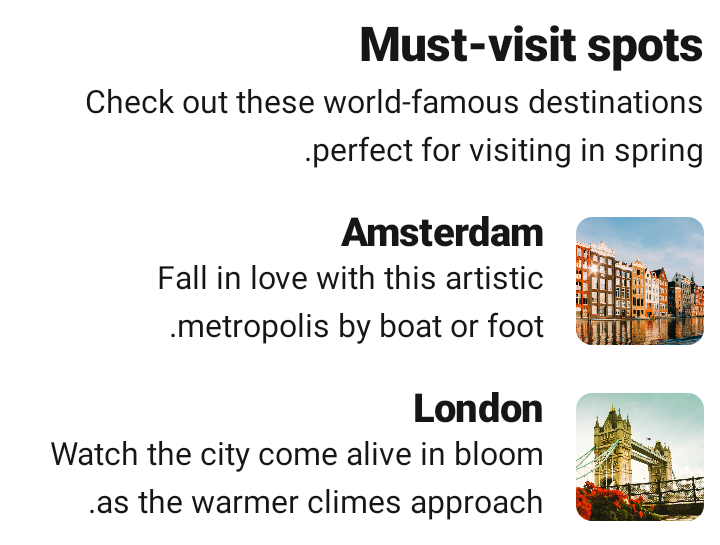 Must-visit spots
Check out these world-famous destinations
.perfect for visiting in spring
Amsterdam
Fall in love with this artistic
.metropolis by boat or foot
London
Watch the city come alive in bloom
.as the warmer climes approach